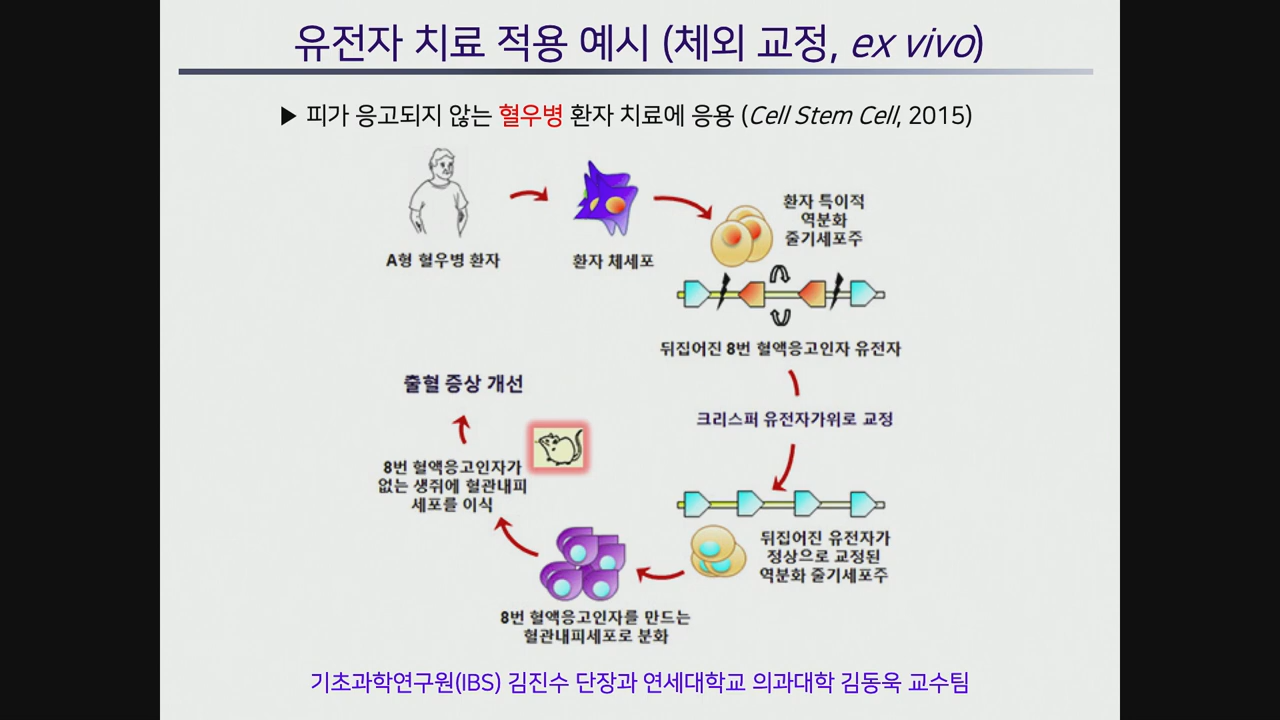 유전자 치료 적용 예시 (체외 교정, ex vivo)
▶ 피가 응고되지 않는 혈우병 환자 치료에 응용 (Cell Stem Cell, 2015)
A형 혈우병 환자
환자 체세포
환자 특이적
역분화
줄기세포주
뒤집어진 8번 혈액응고인자 유전자
크리스퍼 유전자가위로 교정
뒤집어진 유전자가
정상으로 교정된
역분화 줄기세포주
8번 혈액응고인자를 만드는
혈관내피세포로 분화
8번 혈액응고인자가
없는 생쥐에 혈관내피
세포를 이식
출혈 증상 개선
기초과학연구원(IBS) 김진수 단장과 연세대학교 의과대학 김동욱 교수팀